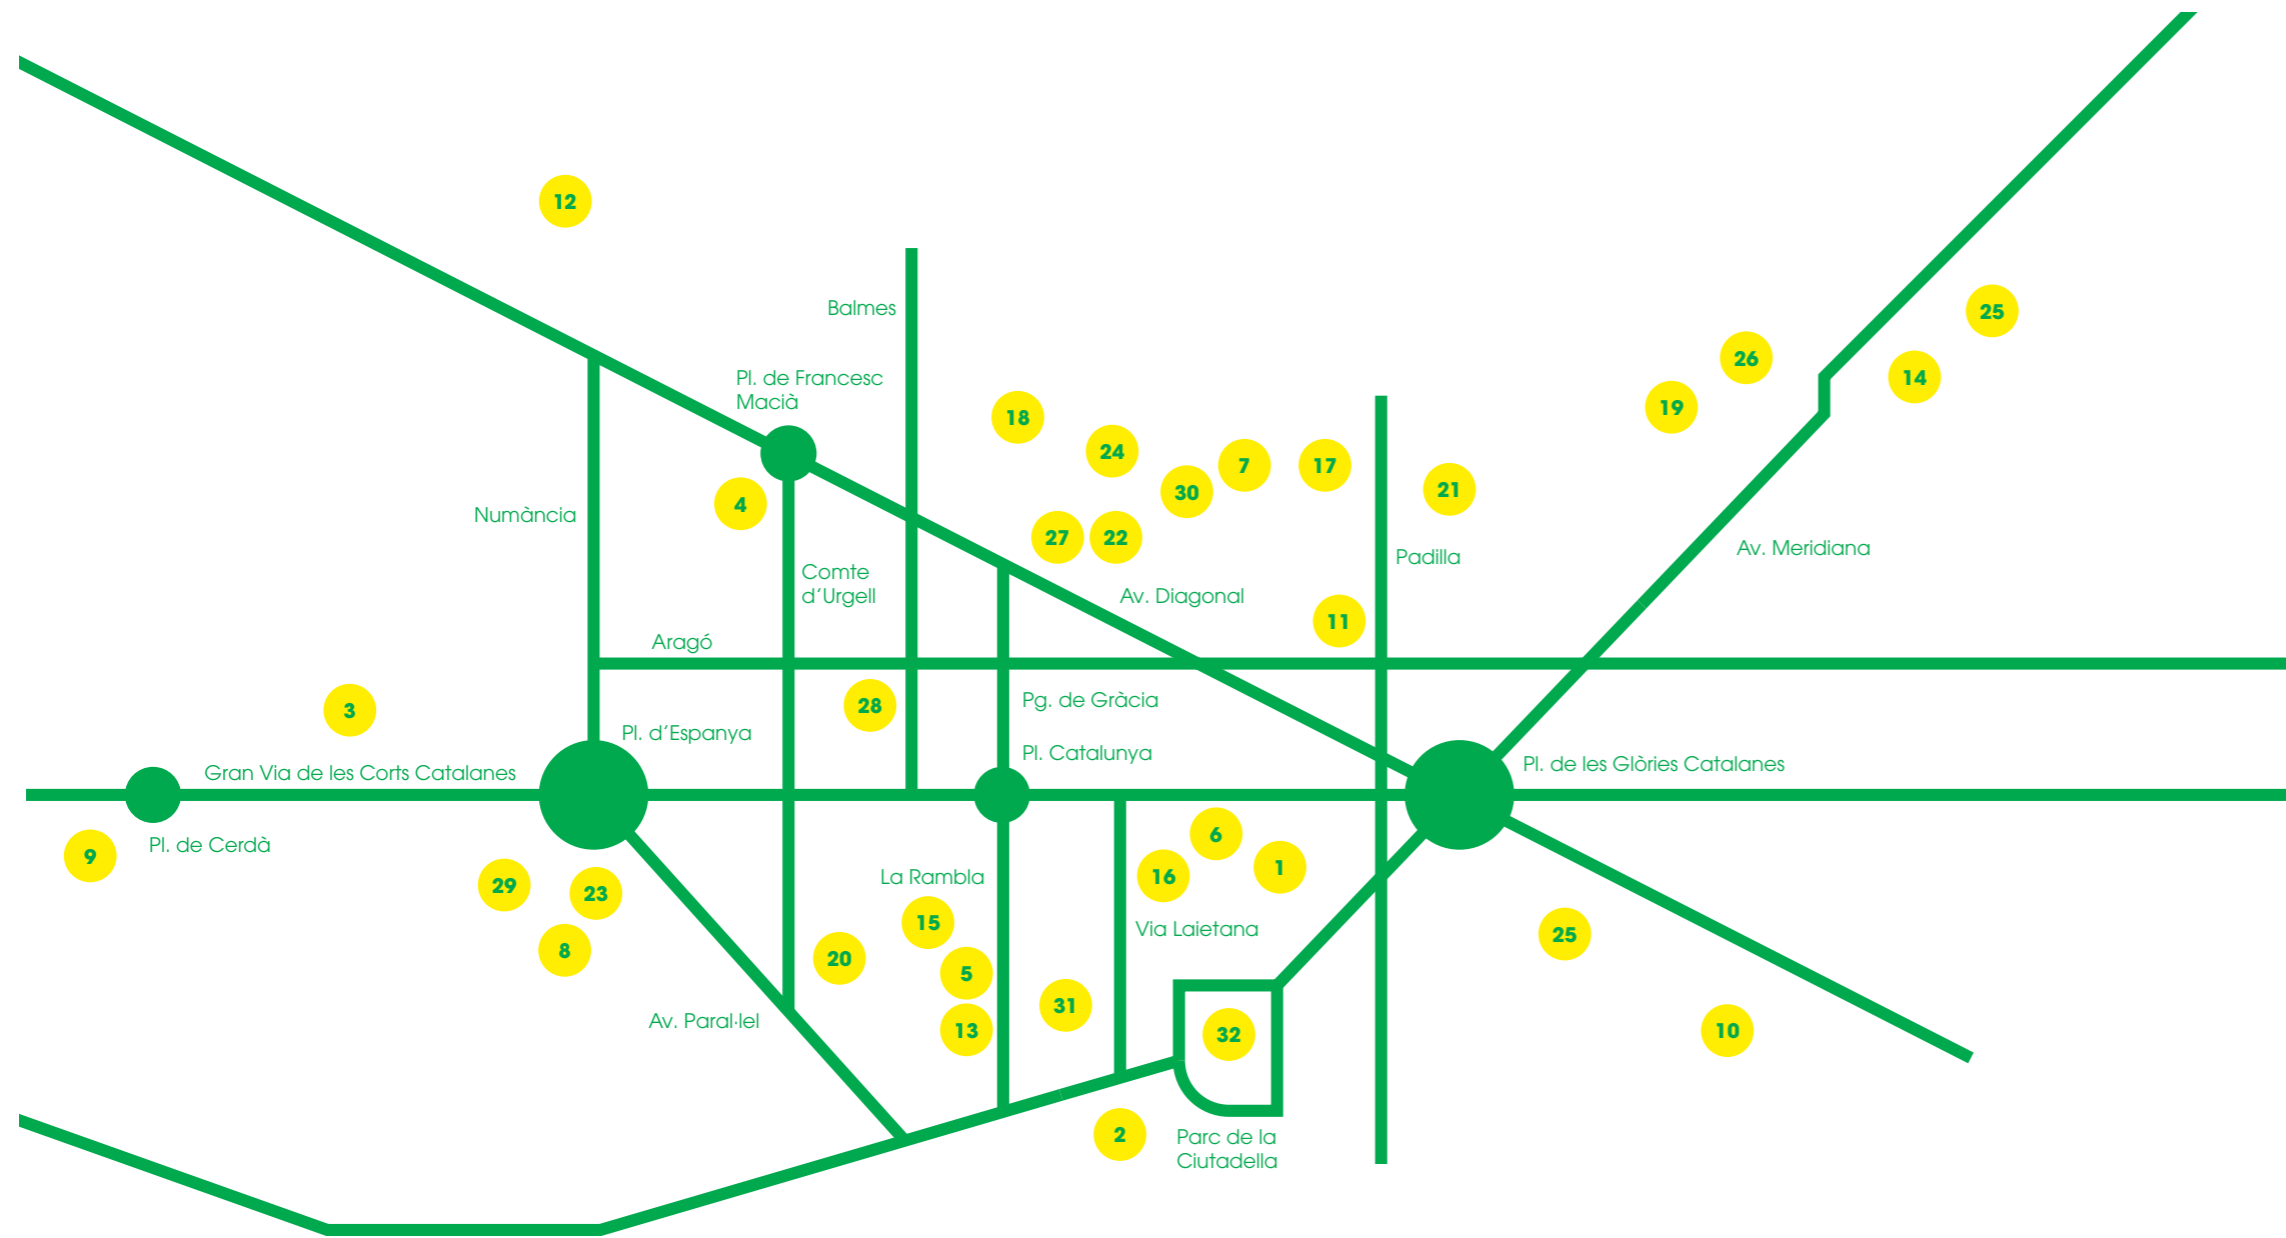 12
Balmes
25
26
14
Pl. de Francesc
Macià
18
19
24
7
17
21
30
4
Numància
27
22
Av. Meridiana
Padilla
Comte
d’Urgell
Av. Diagonal
11
Aragó
3
28
Pg. de Gràcia
Pl. d’Espanya
Pl. Catalunya
Pl. de les Glòries Catalanes
Gran Via de les Corts Catalanes
6
Pl. de Cerdà
9
1
16
La Rambla
29
23
15
Via Laietana
25
8
20
5
31
Av. Paral·lel
13
32
10
2
Parc de la
Ciutadella